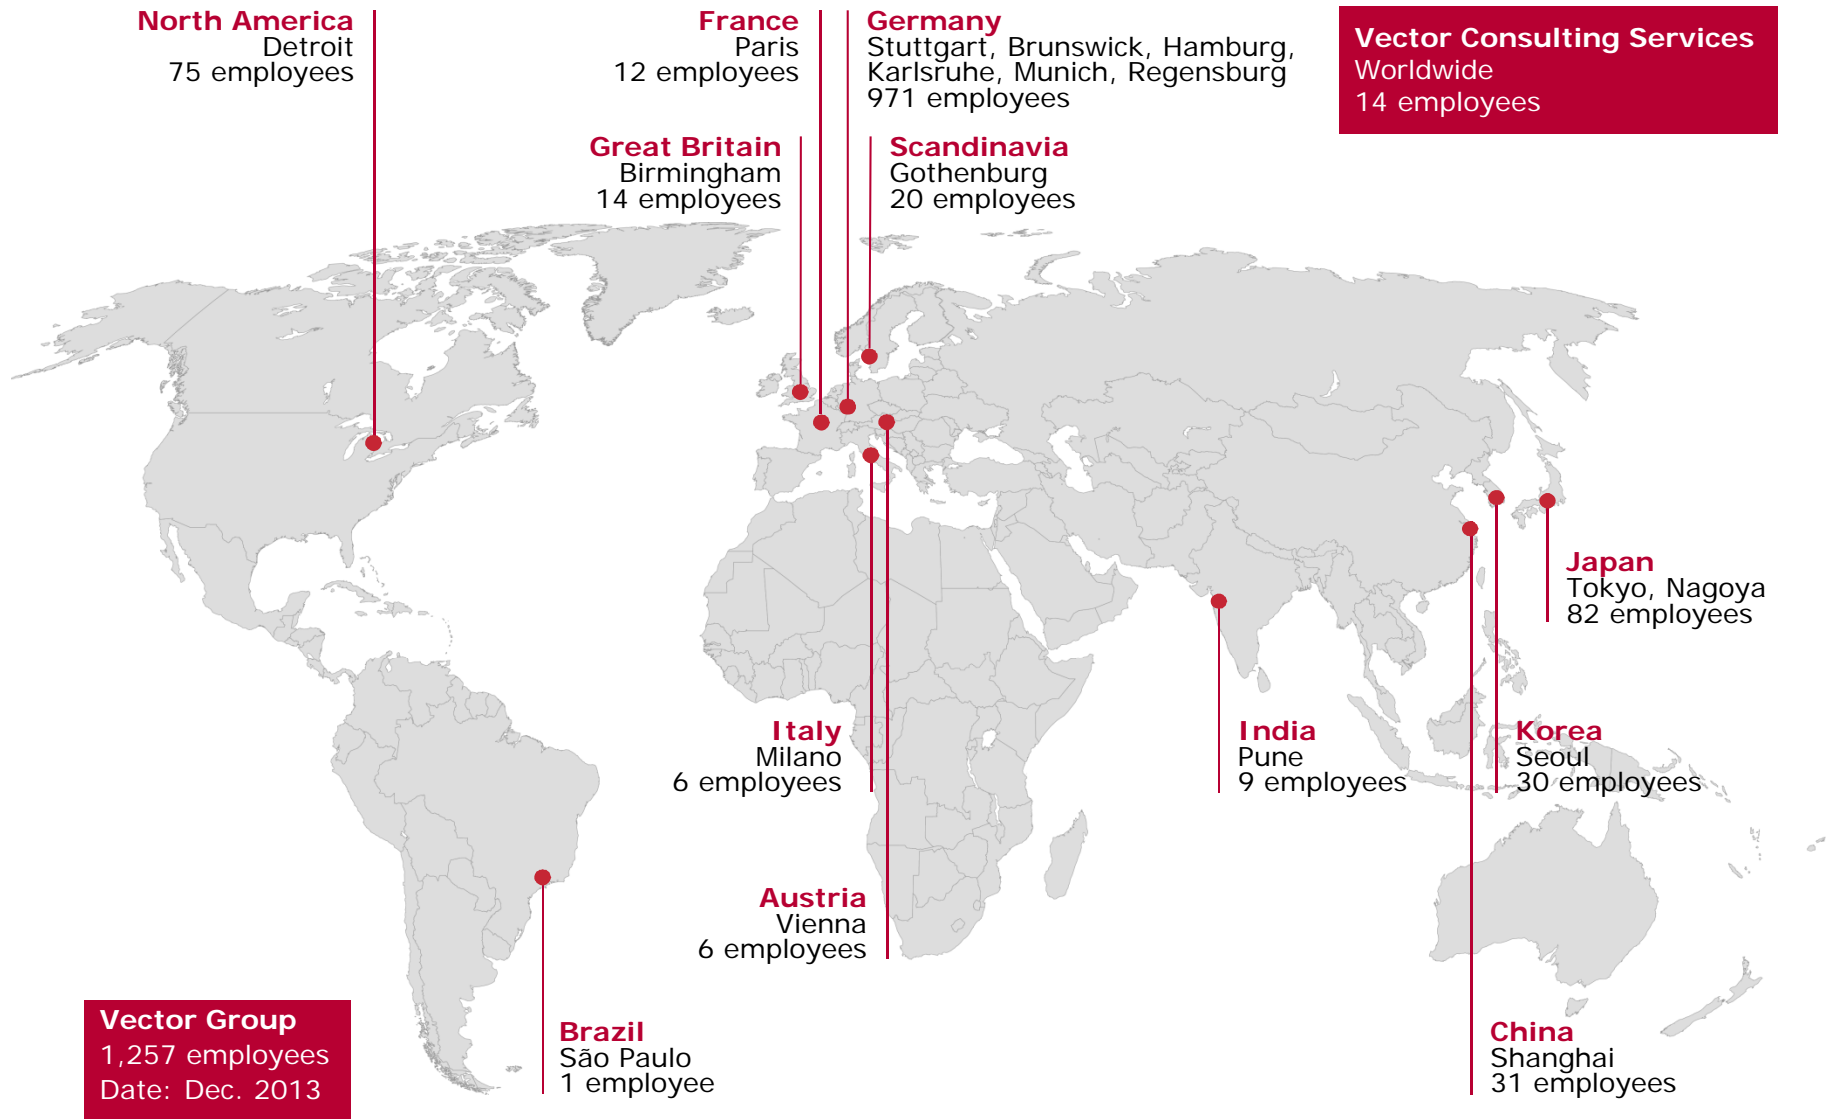 North America
Detroit
75 employees
France
Paris
12 employees
Germany
Stuttgart, Brunswick, Hamburg,
Karlsruhe, Munich, Regensburg
971 employees
Vector Consulting Services
Worldwide
14 employees
Great Britain
Birmingham
14 employees
Scandinavia
Gothenburg
20 employees
Japan
Tokyo, Nagoya
82 employees
Italy
Milano
6 employees
India
Pune
9 employees
Korea
Seoul
30 employees
Austria
Vienna
6 employees
Vector Group
1,257 employees
Date: Dec. 2013
Brazil
São Paulo
1 employee
China
Shanghai
31 employees